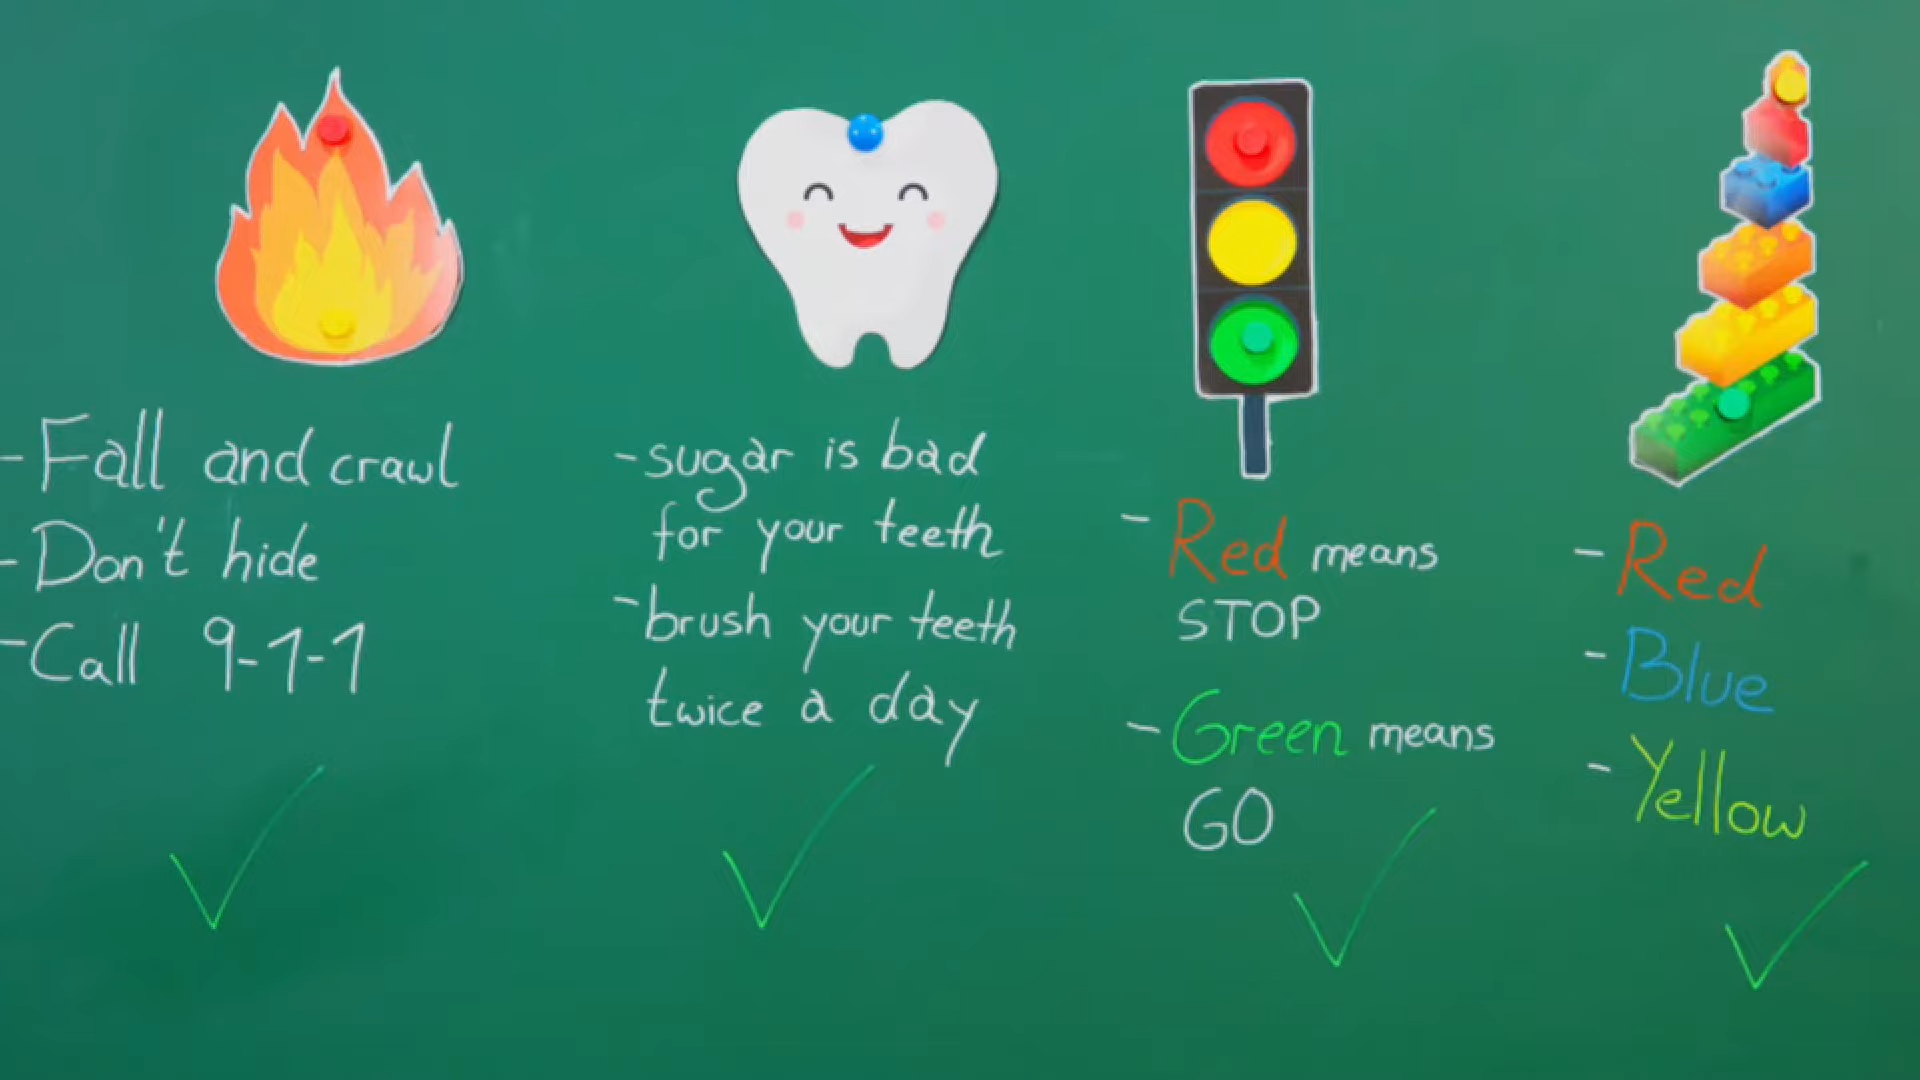 - Fall and crawl
- Don't hide
- Call 9-1-1
- sugar is bad
for your teeth
- brush your teeth
twice a day
- Red means
STOP
- Green means
GO
- Red
- Blue
- Yellow